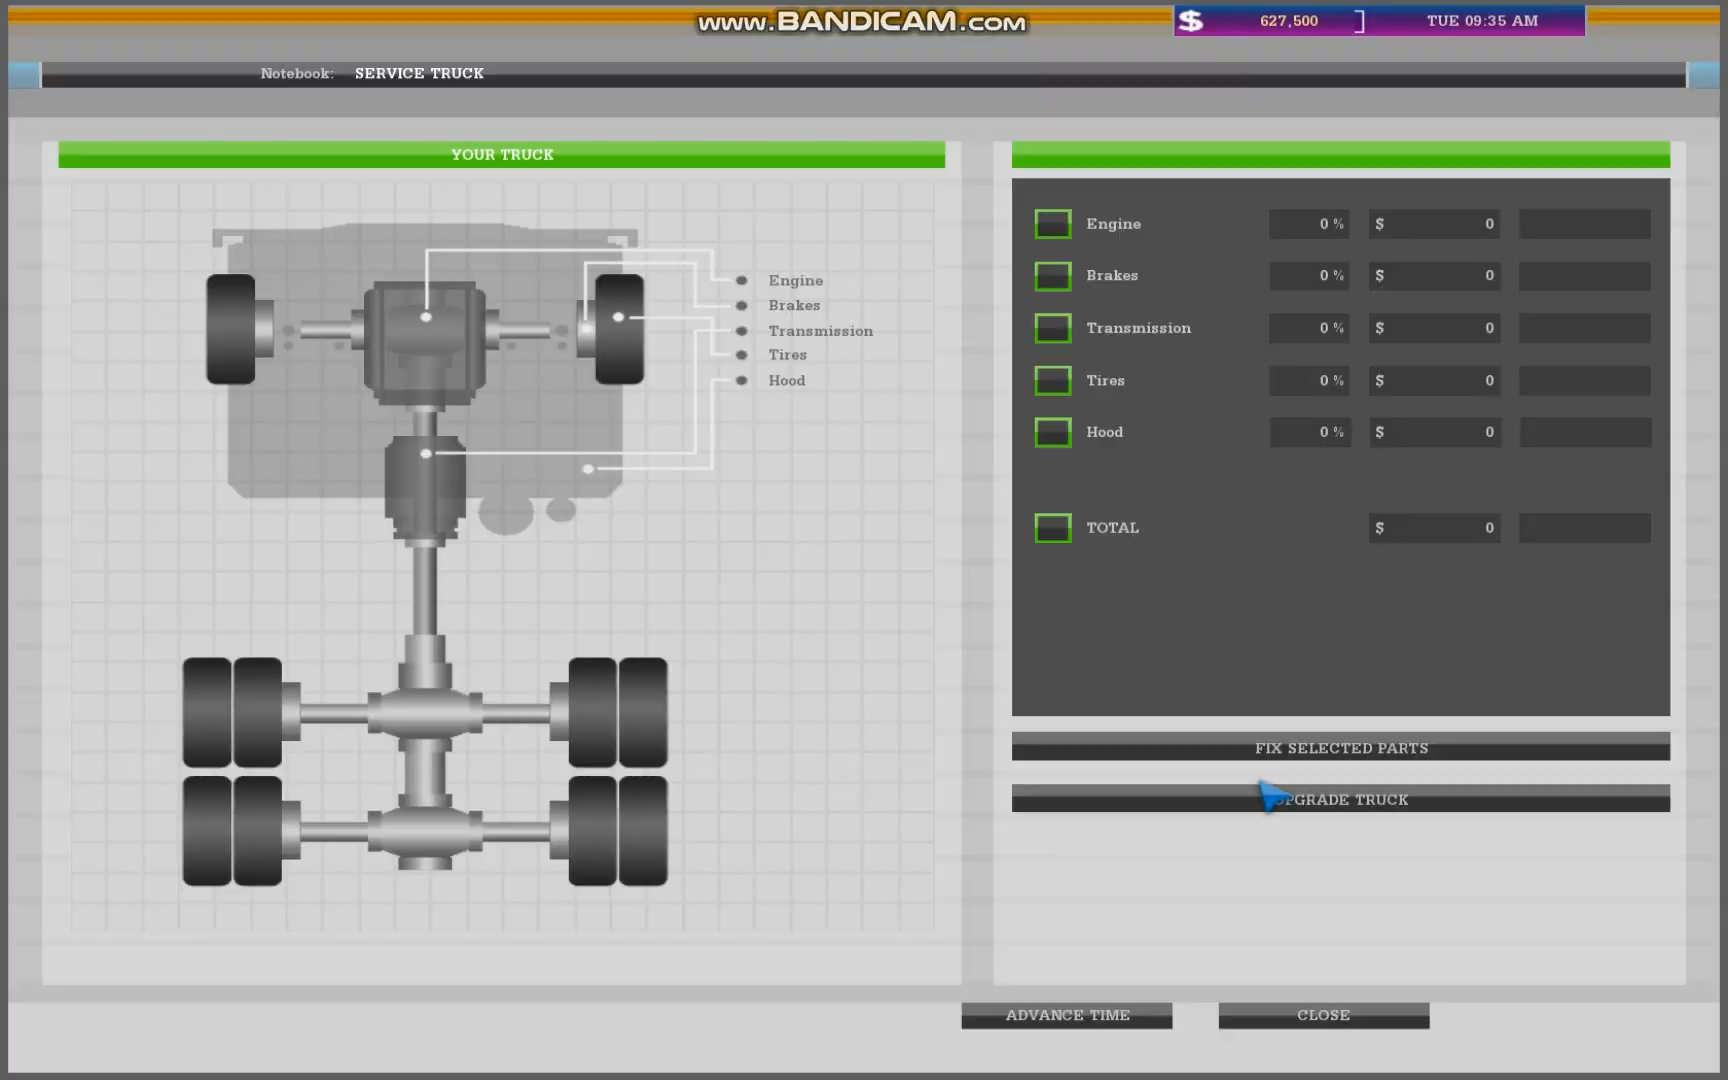 www.BANDICAM.com
$ 627,500 ] TUE 09:35 AM
Notebook: SERVICE TRUCK
YOUR TRUCK
Engine
Brakes
Transmission
Tires
Hood
Engine 0 % $ 0
Brakes 0 % $ 0
Transmission 0 % $ 0
Tires 0 % $ 0
Hood 0 % $ 0
TOTAL $ 0
FIX SELECTED PARTS
UPGRADE TRUCK
ADVANCE TIME CLOSE